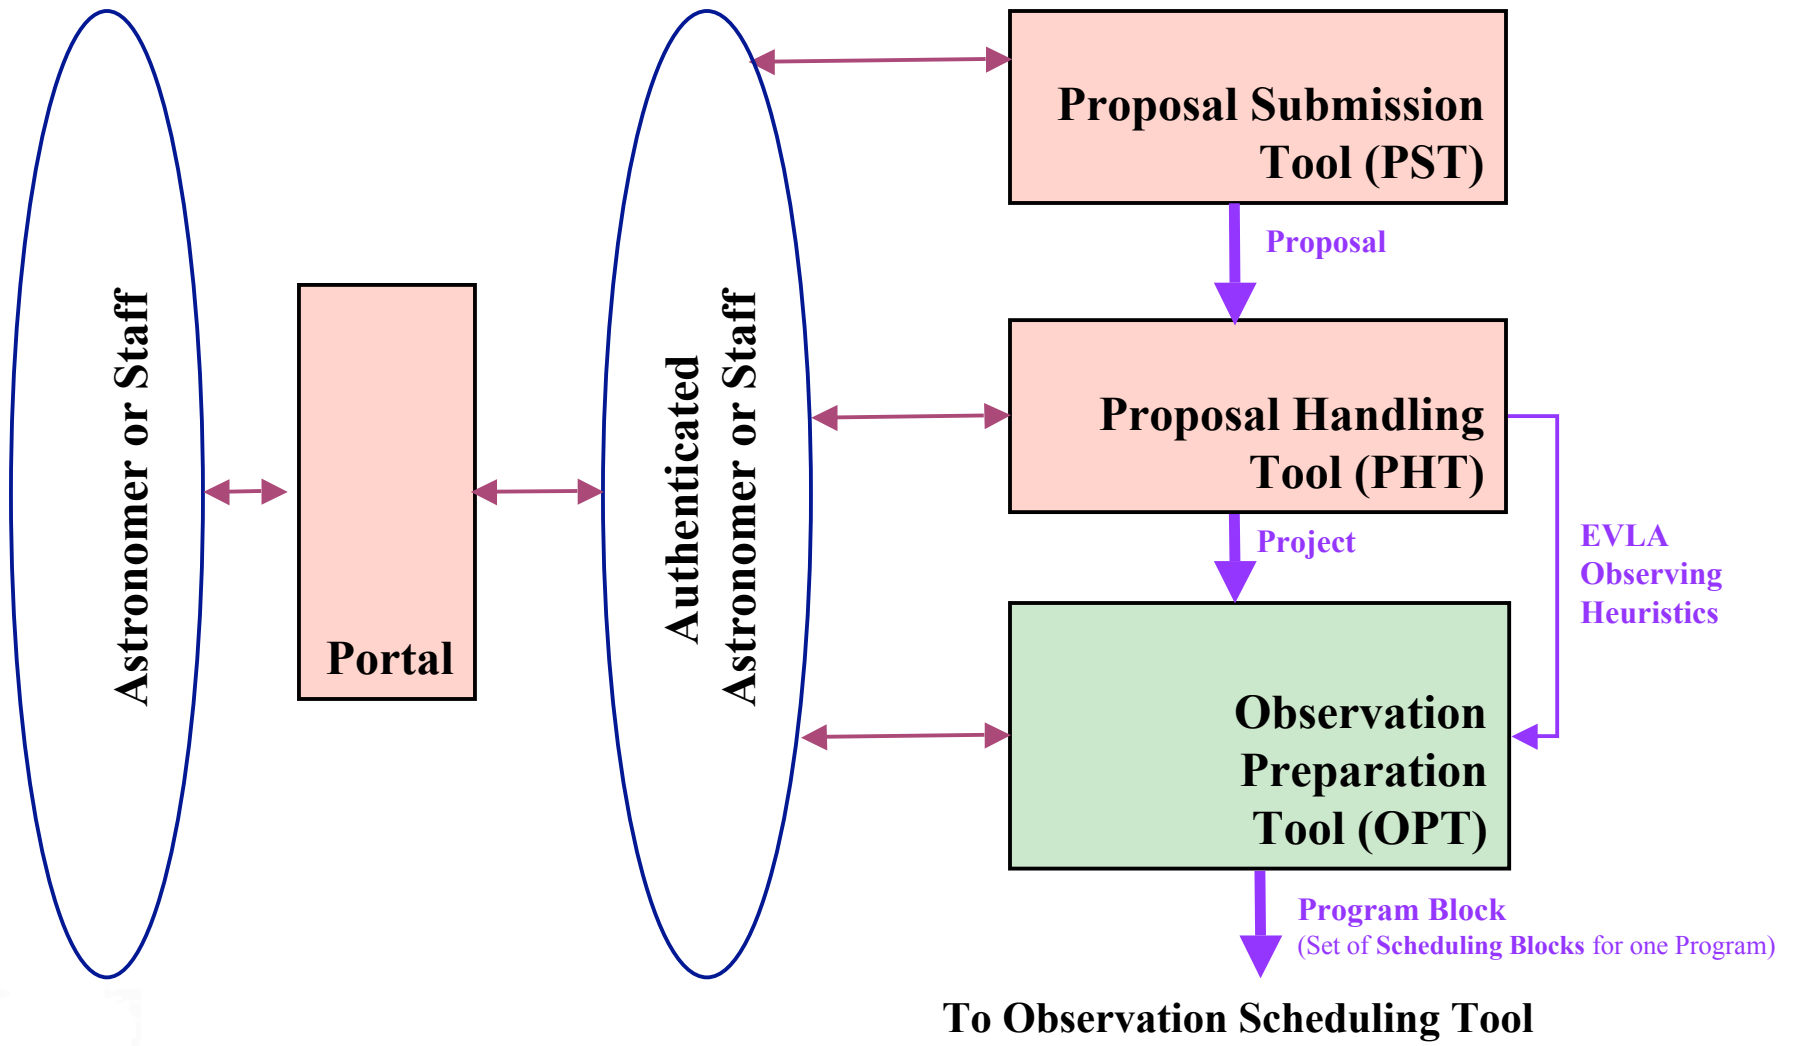 Astronomer or Staff
Portal
Authenticated
Astronomer or Staff
Proposal Submission
Tool (PST)
Proposal
Proposal Handling
Tool (PHT)
Project
EVLA
Observing
Heuristics
Observation
Preparation
Tool (OPT)
Program Block
(Set of Scheduling Blocks for one Program)
To Observation Scheduling Tool